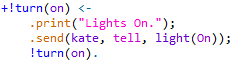 +!turn(on) <-
.print("Lights On.");
.send(kate, tell, light(On));
!turn(on).